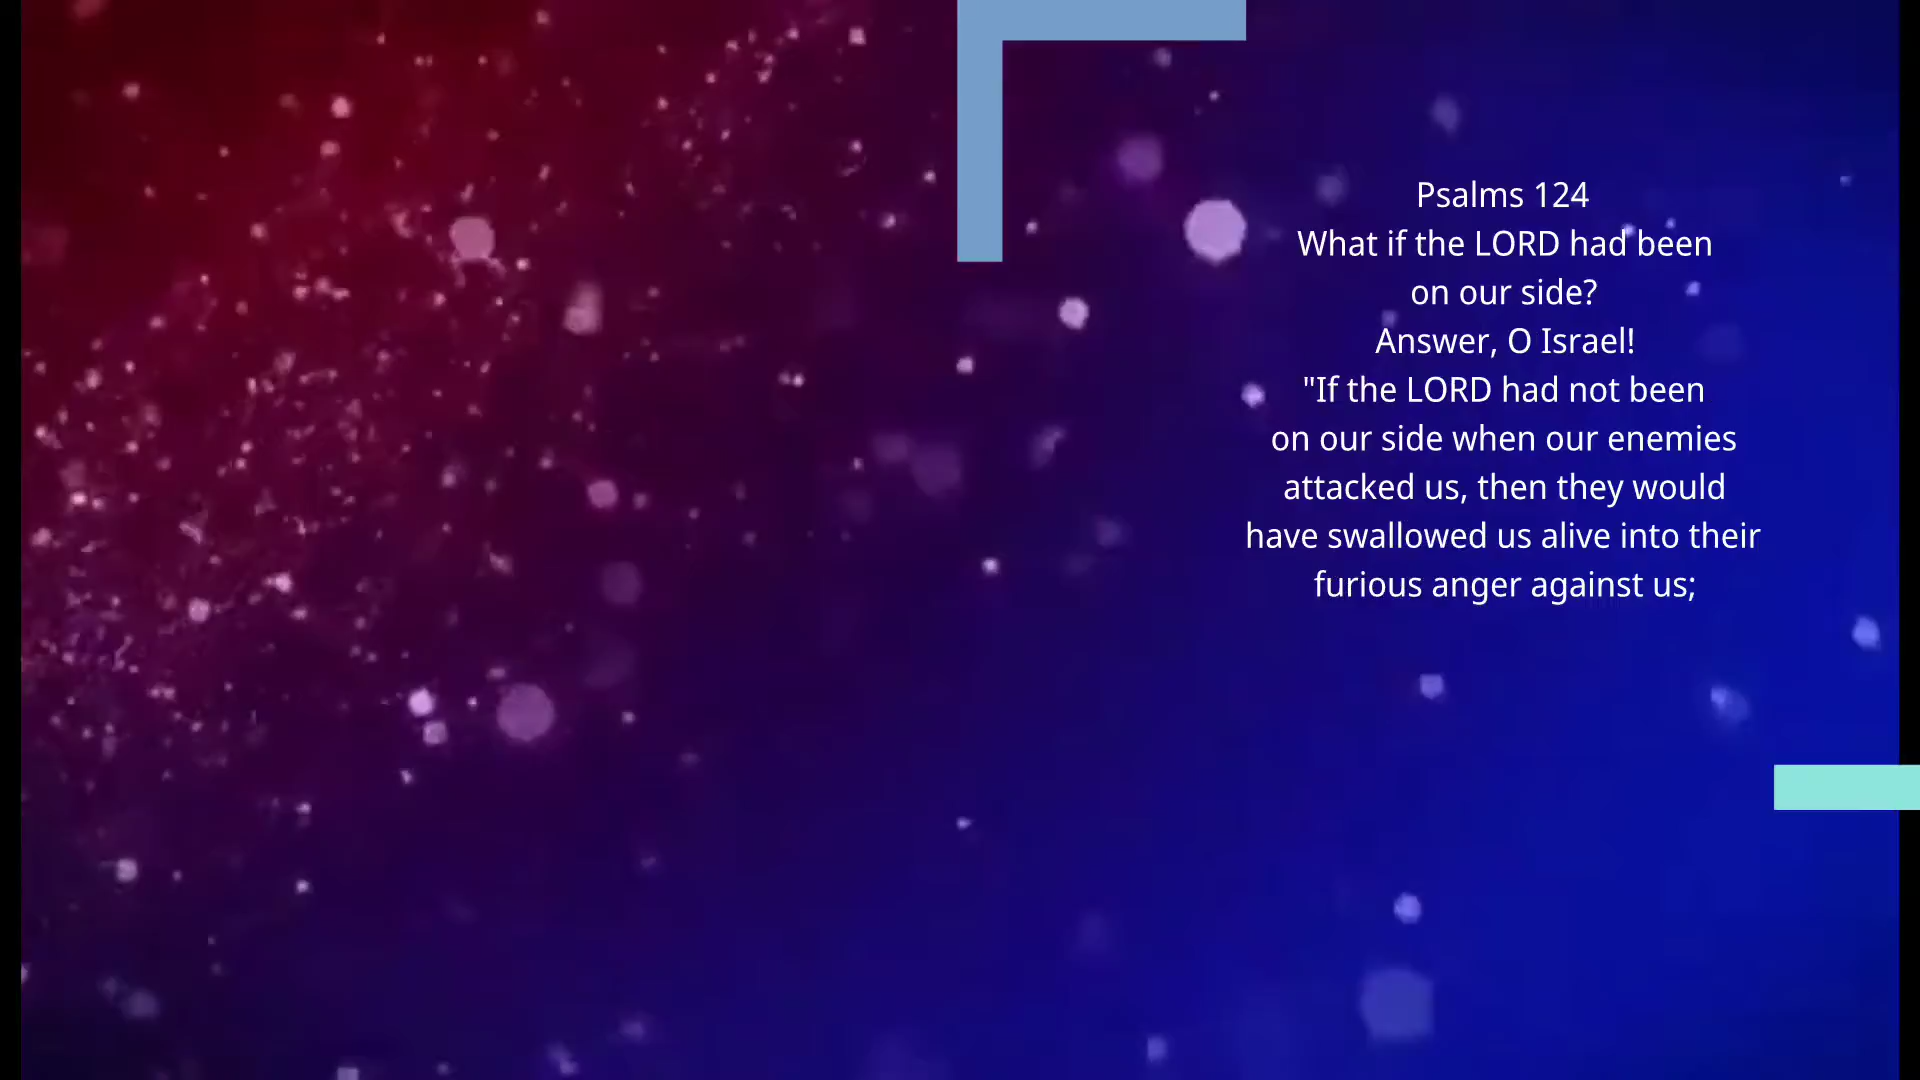 Psalms 124
What if the LORD had been
on our side?
Answer, O Israel!
"If the LORD had not been
on our side when our enemies
attacked us, then they would
have swallowed us alive into their
furious anger against us;